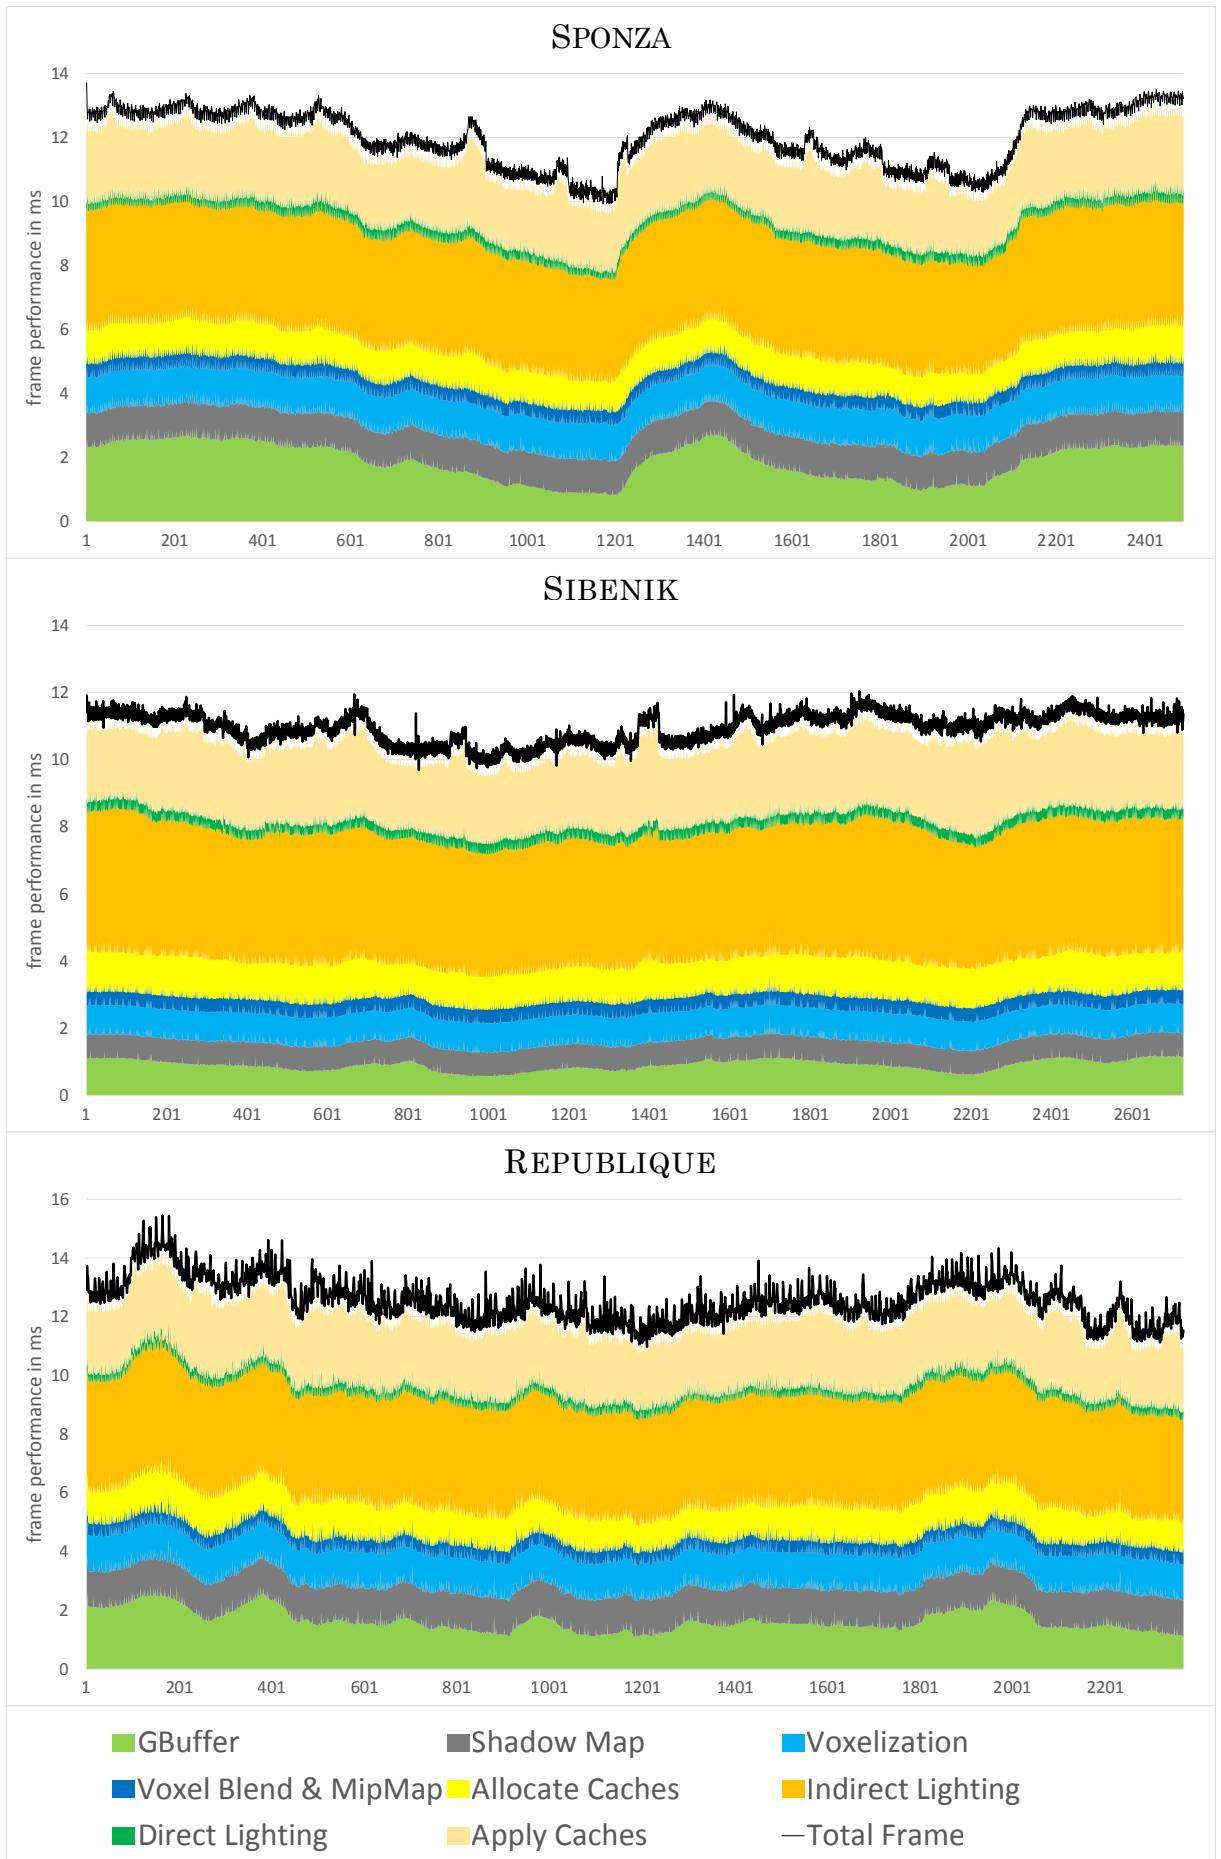 SPONZA
14
12
10
8
6
4
2
0
frame performance in ms
1 201 401 601 801 1001 1201 1401 1601 1801 2001 2201 2401
SIBENIK
14
12
10
8
6
4
2
0
frame performance in ms
1 201 401 601 801 1001 1201 1401 1601 1801 2001 2201 2401 2601
REPUBLIQUE
16
14
12
10
8
6
4
2
0
frame performance in ms
1 201 401 601 801 1001 1201 1401 1601 1801 2001 2201
GBuffer Shadow Map Voxelization
Voxel Blend & MipMap Allocate Caches Indirect Lighting
Direct Lighting Apply Caches Total Frame